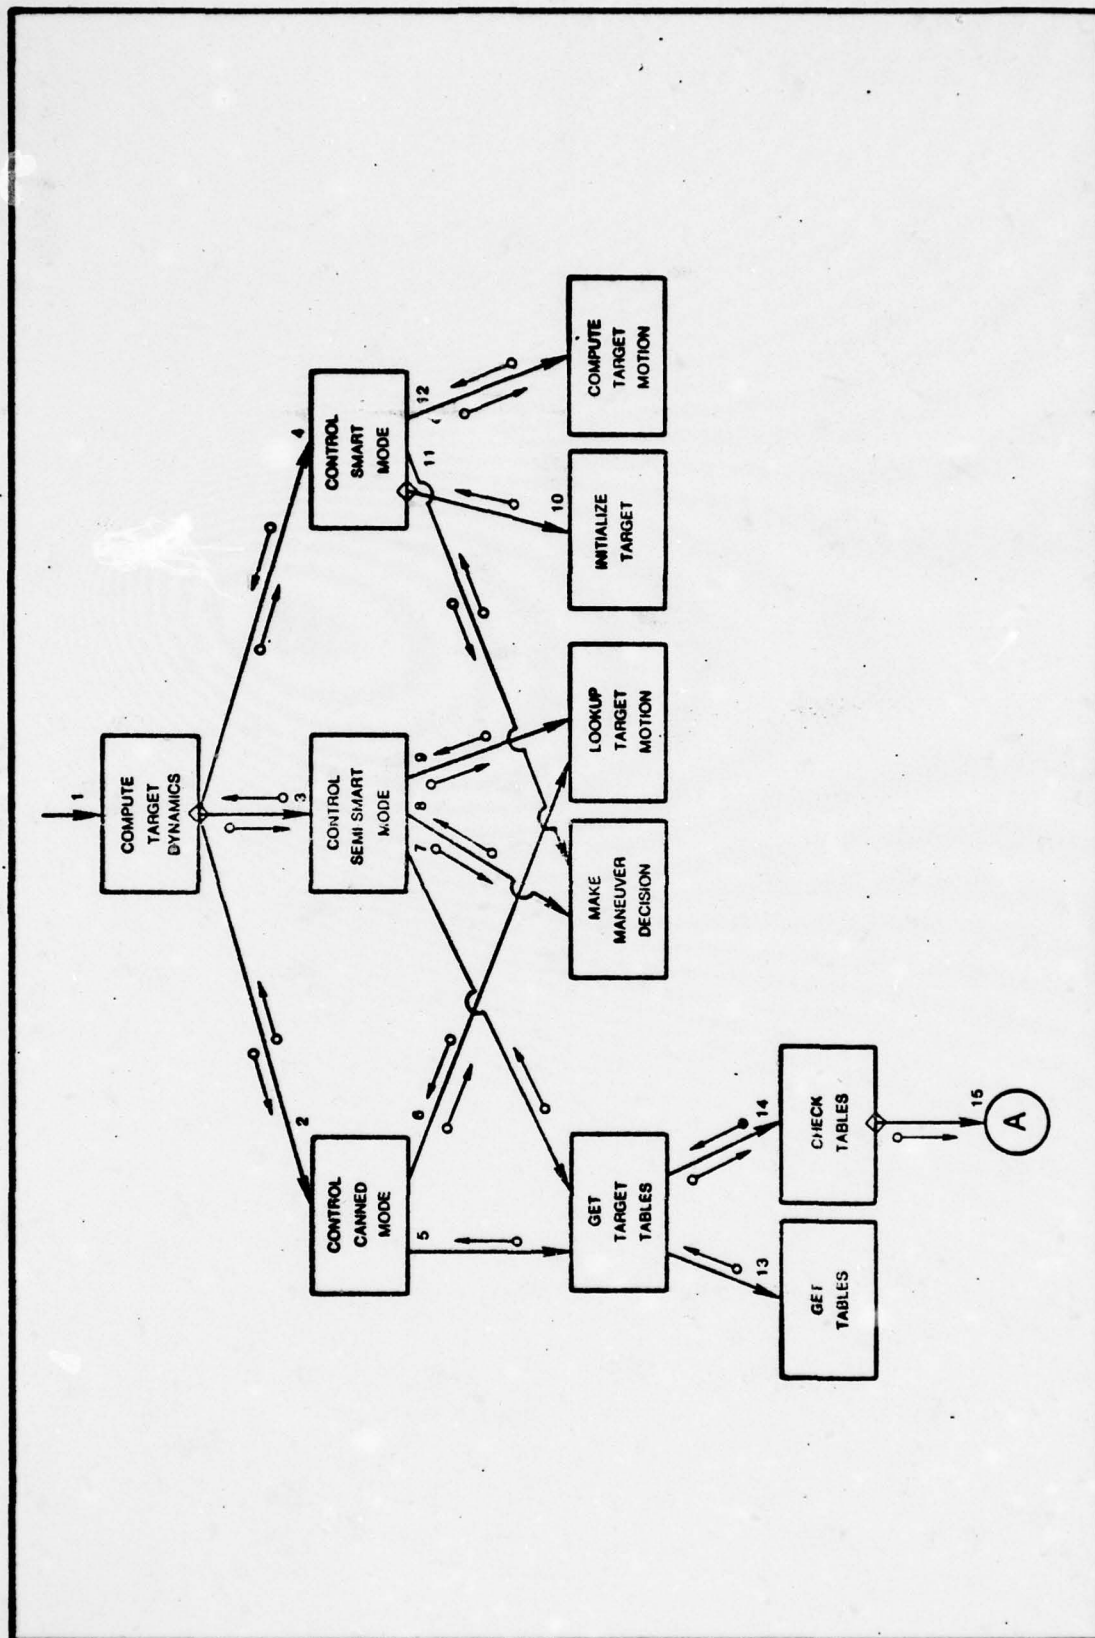 1
COMPUTE
TARGET
DYNAMICS
2
3
4
CONTROL
CANNED
MODE
CONTROL
SEMI SMART
MODE
CONTROL
SMART
MODE
5
6
7
8
9
11
12
10
GET
TARGET
TABLES
MAKE
MANEUVER
DECISION
LOOKUP
TARGET
MOTION
INITIALIZE
TARGET
COMPUTE
TARGET
MOTION
13
14
GET
TABLES
CHECK
TABLES
15
A